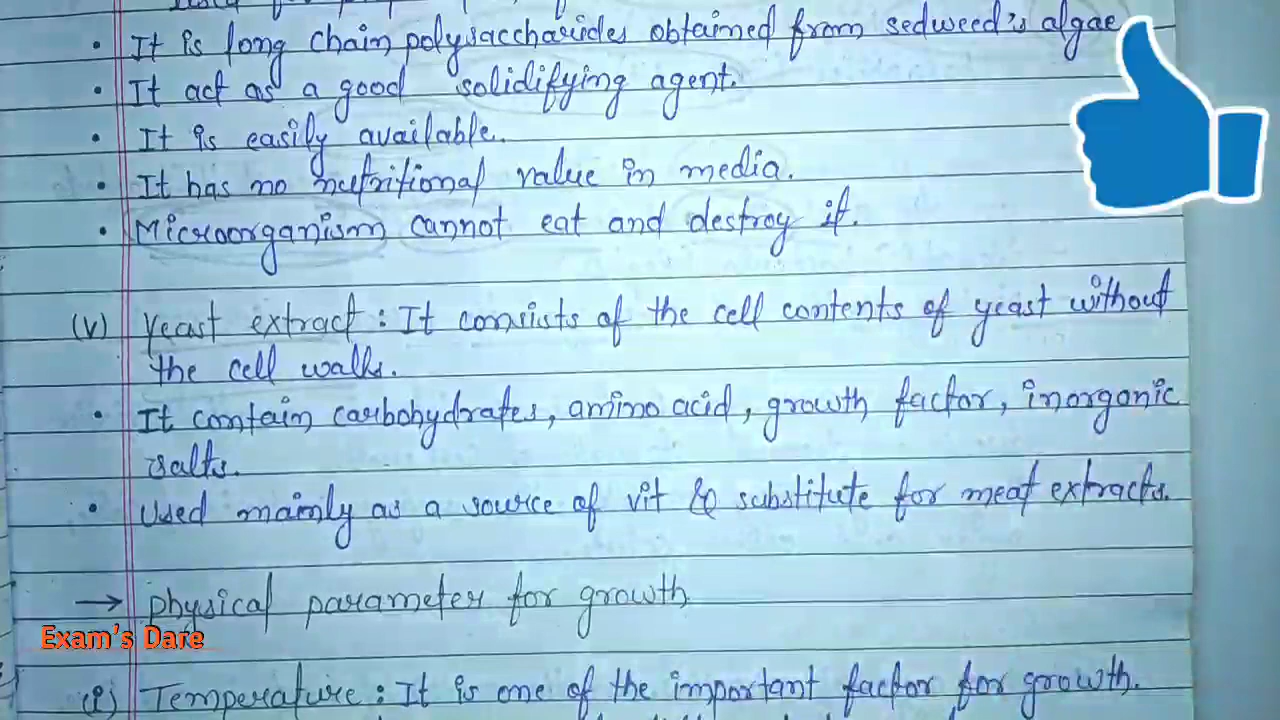 • It is long chain polysaccharides obtained from sedweed's algae
• It act as a good solidifying agent.
• It is easily available.
• It has no nutritional value in media.
• Microorganism cannot eat and destroy it.
(v) Yeast extract : It consists of the cell contents of yeast without
the cell walls.
• It contain carbohydrates, amino acid, growth factor, inorganic
salts.
• Used mainly as a source of vit & substitute for meat extracts.
→ Physical parameter for growth
Exam's Dare
(i) Temperature : It is one of the important factor for growth.